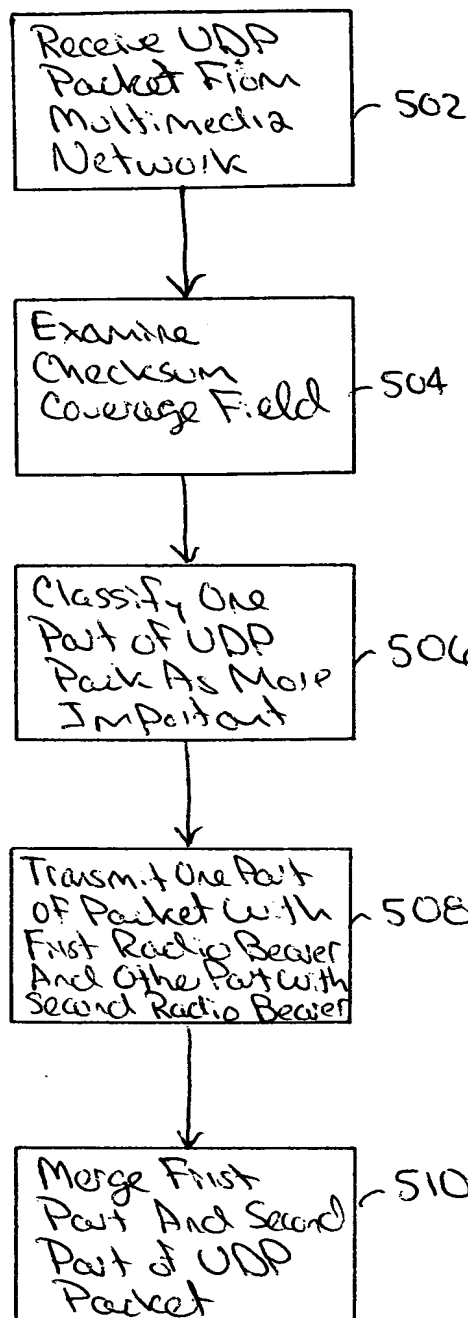 Receive UDP
Packet From
Multimedia
Network
502
Examine
Checksum
Coverage Field
504
Classify One
Part of UDP
Pack As More
Important
506
Transmit One Part
of Packet With
First Radio Bearer
And Othe Part With
Second Radio Bearer
508
Merge First
Part And Second
Part of UDP
Packet
510